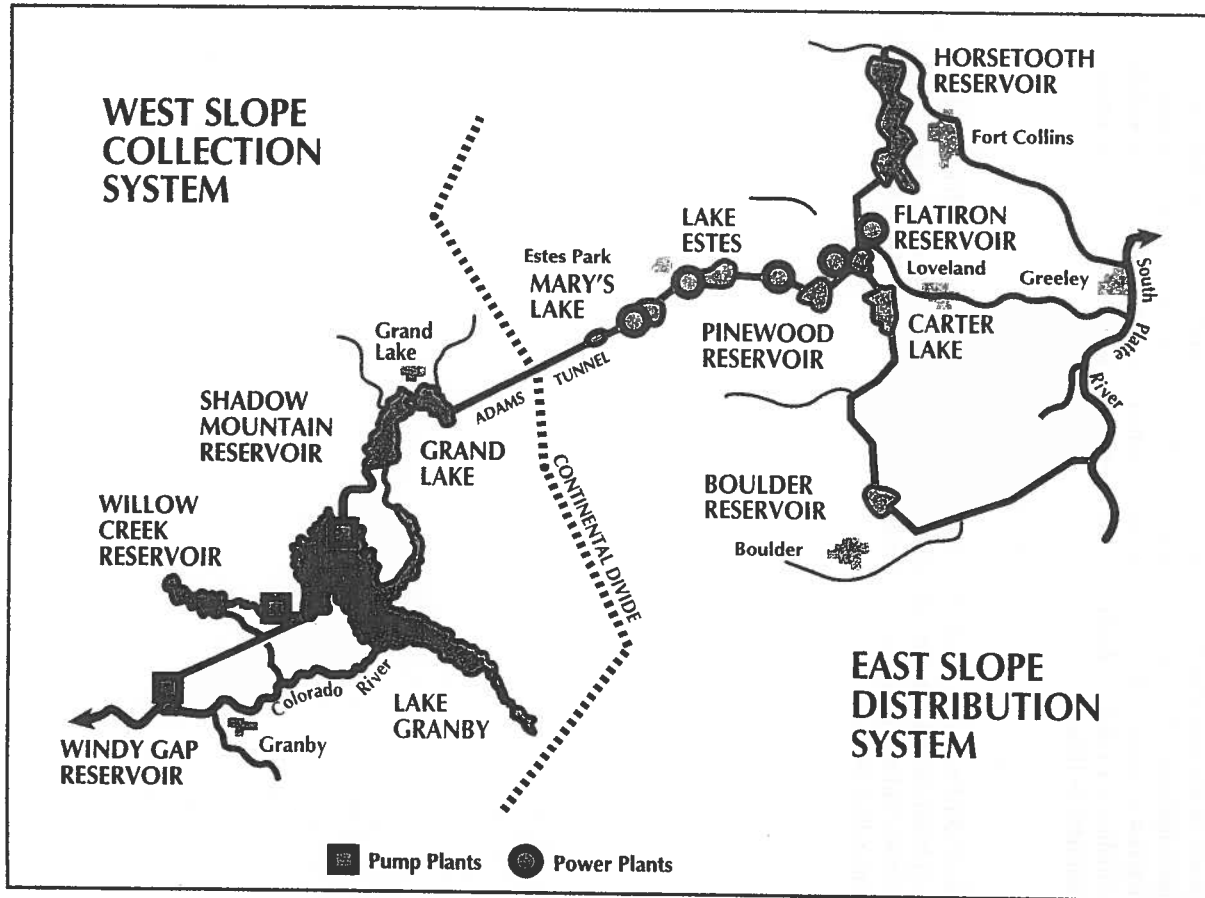 WEST SLOPE
COLLECTION
SYSTEM
HORSETOOTH
RESERVOIR
Fort Collins
LAKE
ESTES
FLATIRON
RESERVOIR
Estes Park
MARY'S
LAKE
Loveland
Greeley
South
Platte
River
PINEWOOD
RESERVOIR
CARTER
LAKE
Grand
Lake
ADAMS TUNNEL
SHADOW
MOUNTAIN
RESERVOIR
GRAND
LAKE
CONTINENTAL DIVIDE
WILLOW
CREEK
RESERVOIR
BOULDER
RESERVOIR
Boulder
Colorado River
LAKE
GRANBY
Granby
WINDY GAP
RESERVOIR
EAST SLOPE
DISTRIBUTION
SYSTEM
Pump Plants
Power Plants